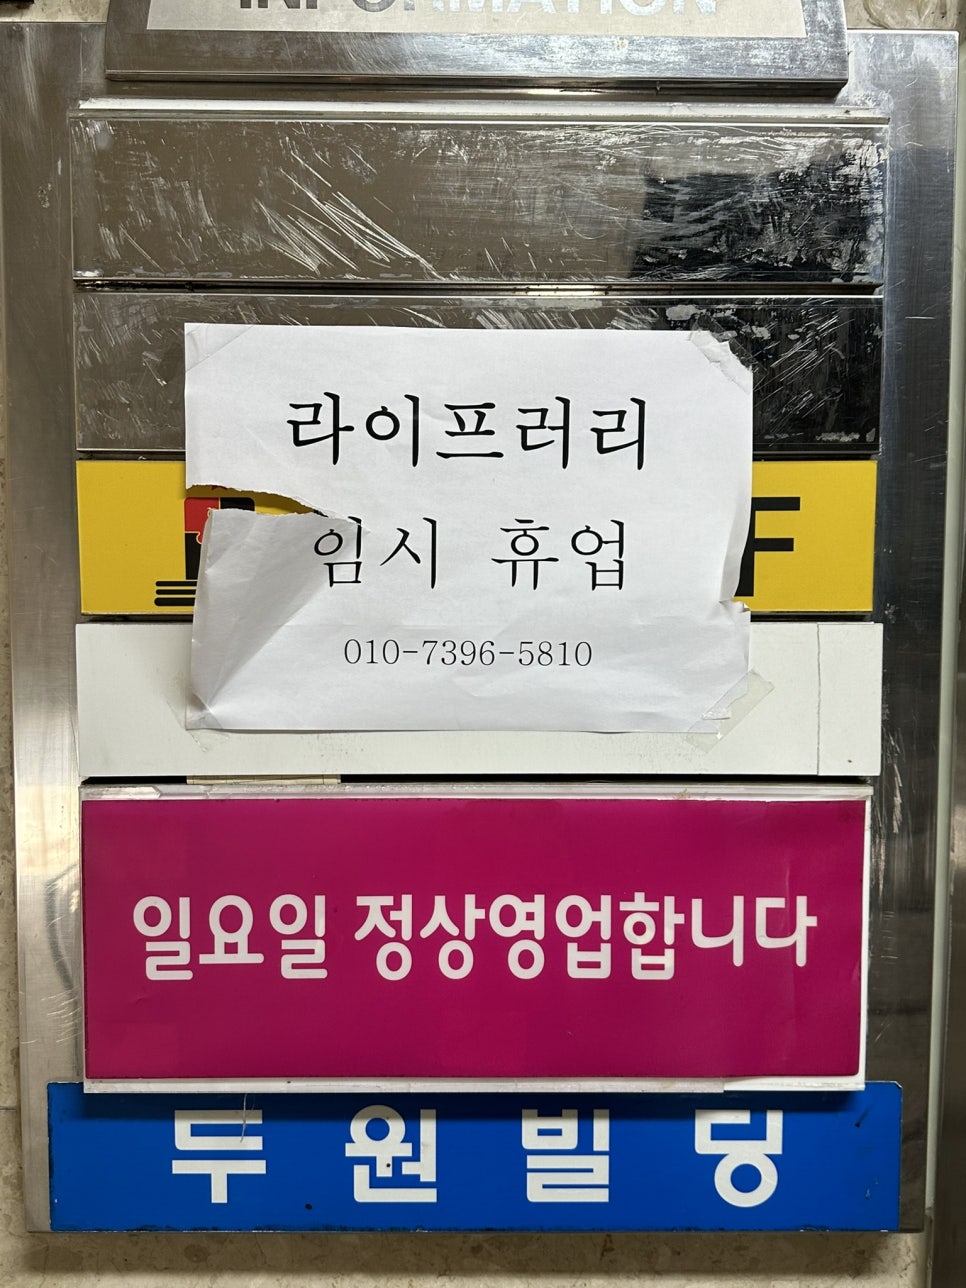 INFORMATION
라이프러리
임시 휴업
F
010-7396-5810
일요일 정상영업합니다
두원빌딩